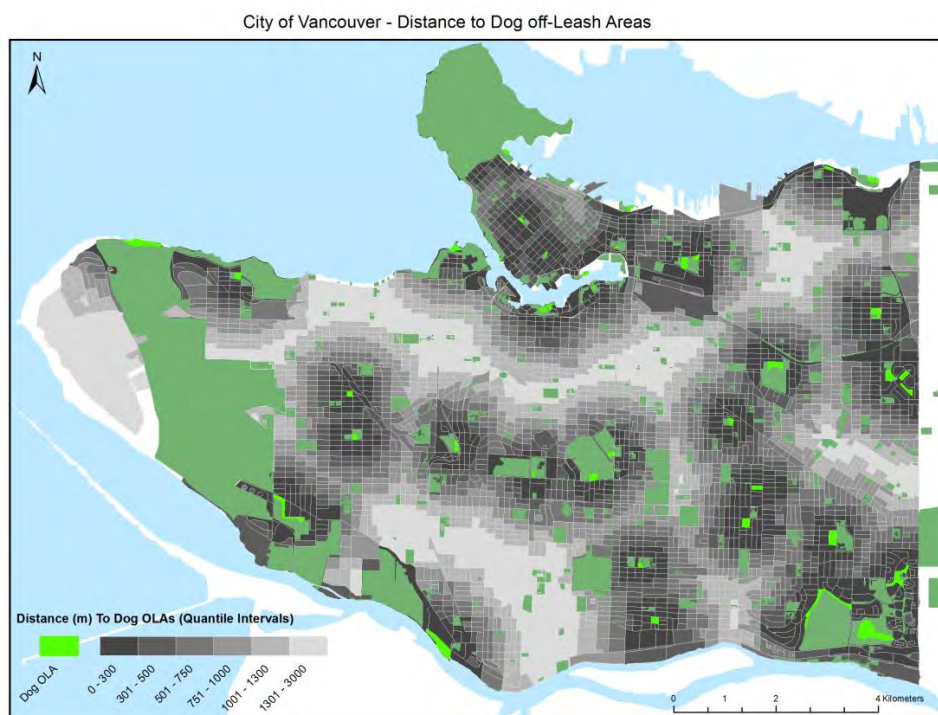 City of Vancouver - Distance to Dog off-Leash Areas
N
Distance (m) To Dog OLAs (Quantile Intervals)
Dog OLA
0 - 300
301 - 500
501 - 750
751 - 1000
1001 - 1300
1301 - 3000
0 1 2 4 Kilometers